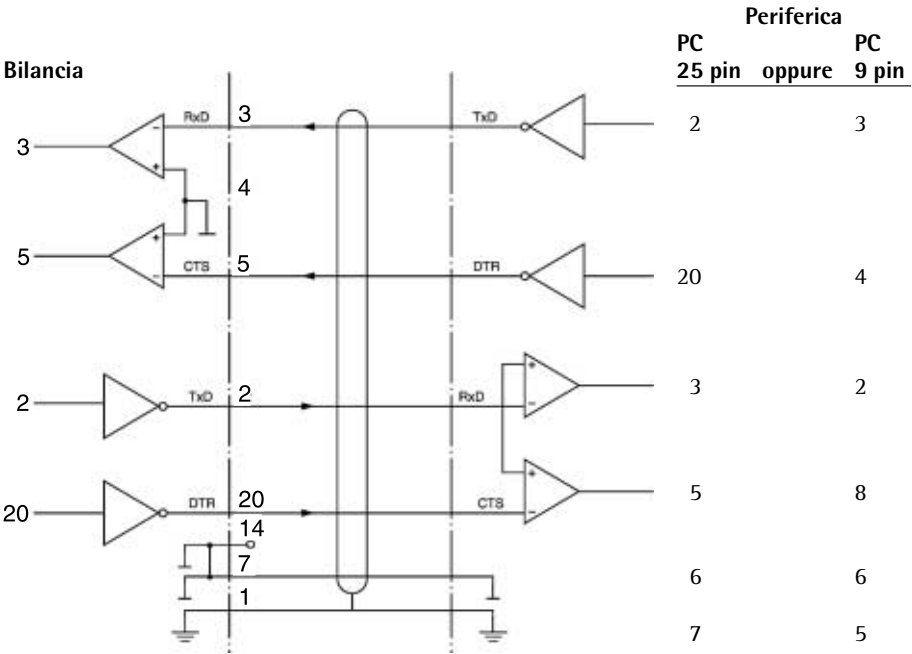 Periferica
PC PC
Bilancia 25 pin oppure 9 pin
RxD 3 TxD 2 3
3 - -
+
4
+
5 - -
CTS 5 DTR 20 4
+
2 TxD 2 RxD - 3 2
+
20 DTR 20 CTS - 5 8
14
7 6 6
1
7 5